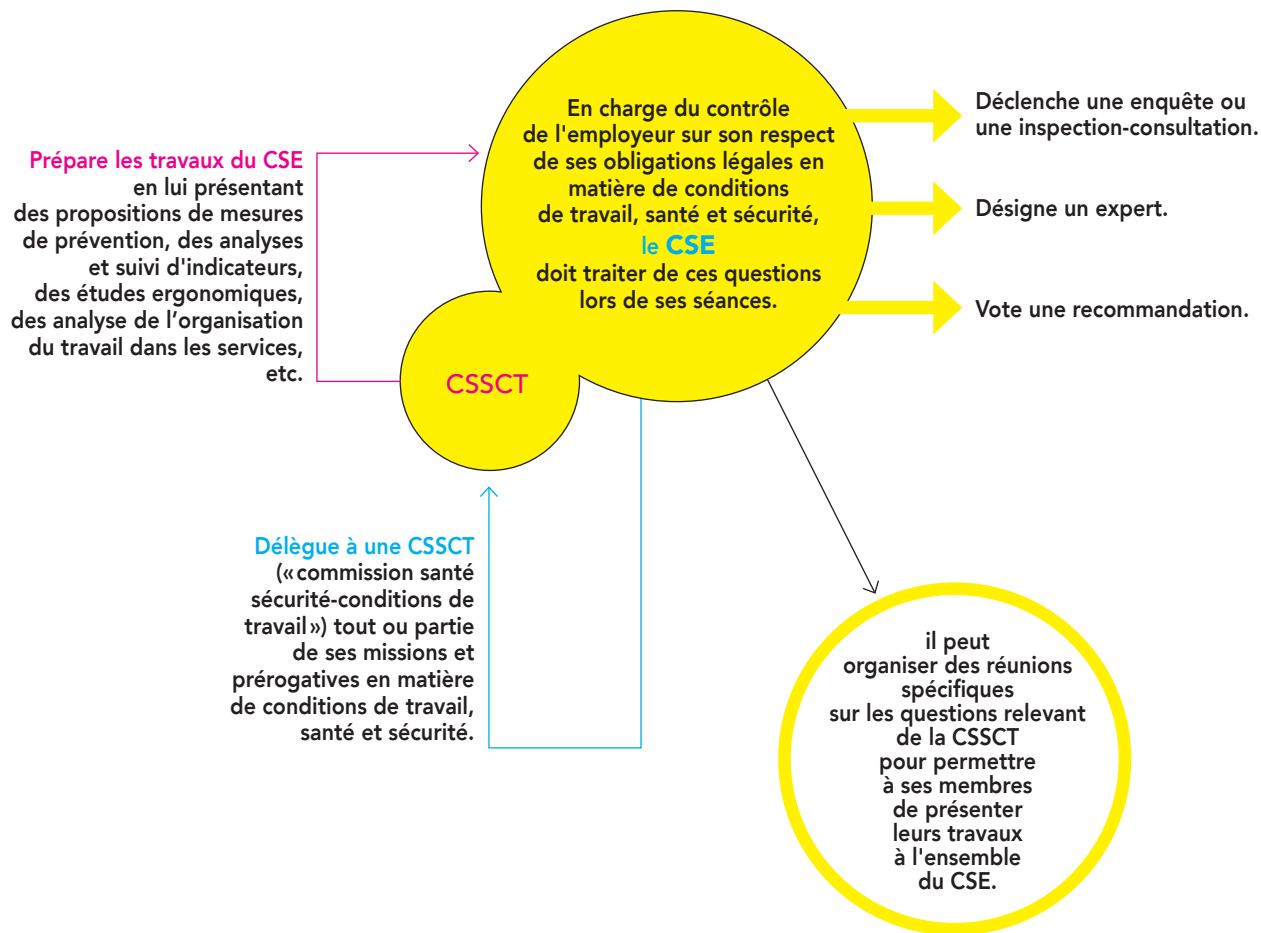 En charge du contrôle
de l'employeur sur son respect
de ses obligations légales en
matière de conditions
de travail, santé et sécurité,
le CSE
doit traiter de ces questions
lors de ses séances.
Déclenche une enquête ou
une inspection-consultation.
Désigne un expert.
Vote une recommandation.
Prépare les travaux du CSE
en lui présentant
des propositions de mesures
de prévention, des analyses
et suivi d'indicateurs,
des études ergonomiques,
des analyse de l’organisation
du travail dans les services,
etc.
CSSCT
Délègue à une CSSCT
(«commission santé
sécurité-conditions de
travail») tout ou partie
de ses missions et
prérogatives en matière
de conditions de travail,
santé et sécurité.
il peut
organiser des réunions
spécifiques
sur les questions relevant
de la CSSCT
pour permettre
à ses membres
de présenter
leurs travaux
à l'ensemble
du CSE.